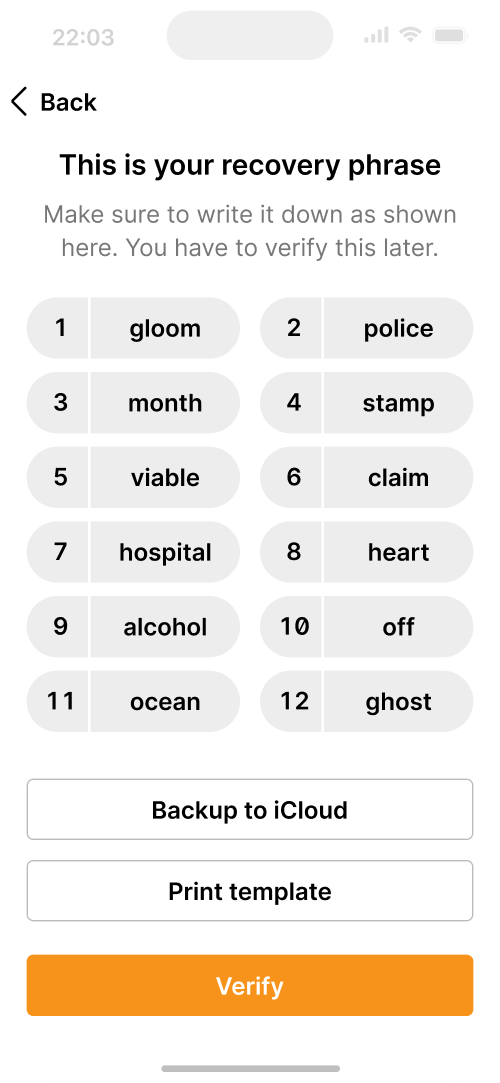 22:03
Back
This is your recovery phrase
Make sure to write it down as shown
here. You have to verify this later.
1 gloom 2 police
3 month 4 stamp
5 viable 6 claim
7 hospital 8 heart
9 alcohol 10 off
11 ocean 12 ghost
Backup to iCloud
Print template
Verify